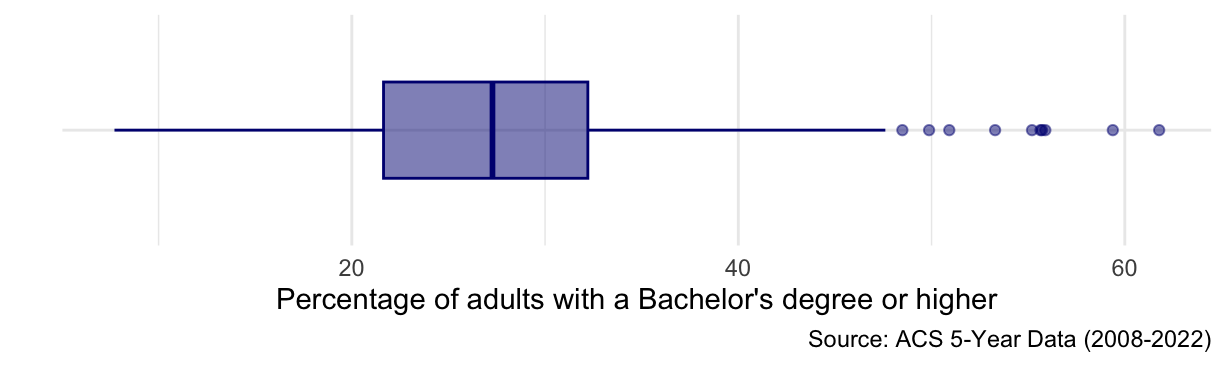 20 40 60
Percentage of adults with a Bachelor's degree or higher
Source: ACS 5-Year Data (2008-2022)